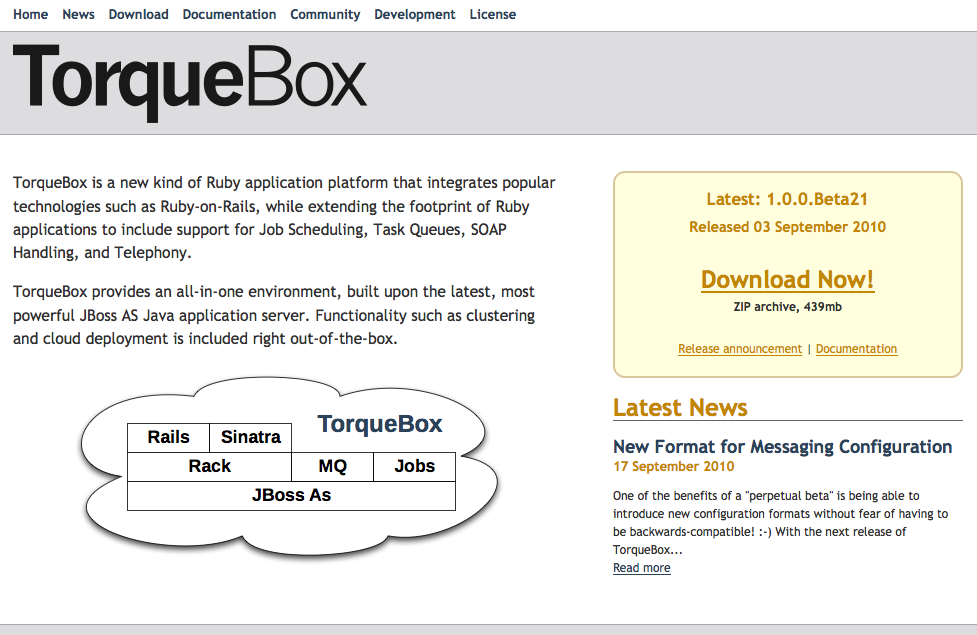 Home News Download Documentation Community Development License
TorqueBox
TorqueBox is a new kind of Ruby application platform that integrates popular
technologies such as Ruby-on-Rails, while extending the footprint of Ruby
applications to include support for Job Scheduling, Task Queues, SOAP
Handling, and Telephony.
TorqueBox provides an all-in-one environment, built upon the latest, most
powerful JBoss AS Java application server. Functionality such as clustering
and cloud deployment is included right out-of-the-box.
TorqueBox
Rails Sinatra
Rack MQ Jobs
JBoss As
Latest: 1.0.0.Beta21
Released 03 September 2010
Download Now!
ZIP archive, 439mb
Release announcement | Documentation
Latest News
New Format for Messaging Configuration
17 September 2010
One of the benefits of a "perpetual beta" is being able to
introduce new configuration formats without fear of having to
be backwards-compatible! :-) With the next release of
TorqueBox...
Read more